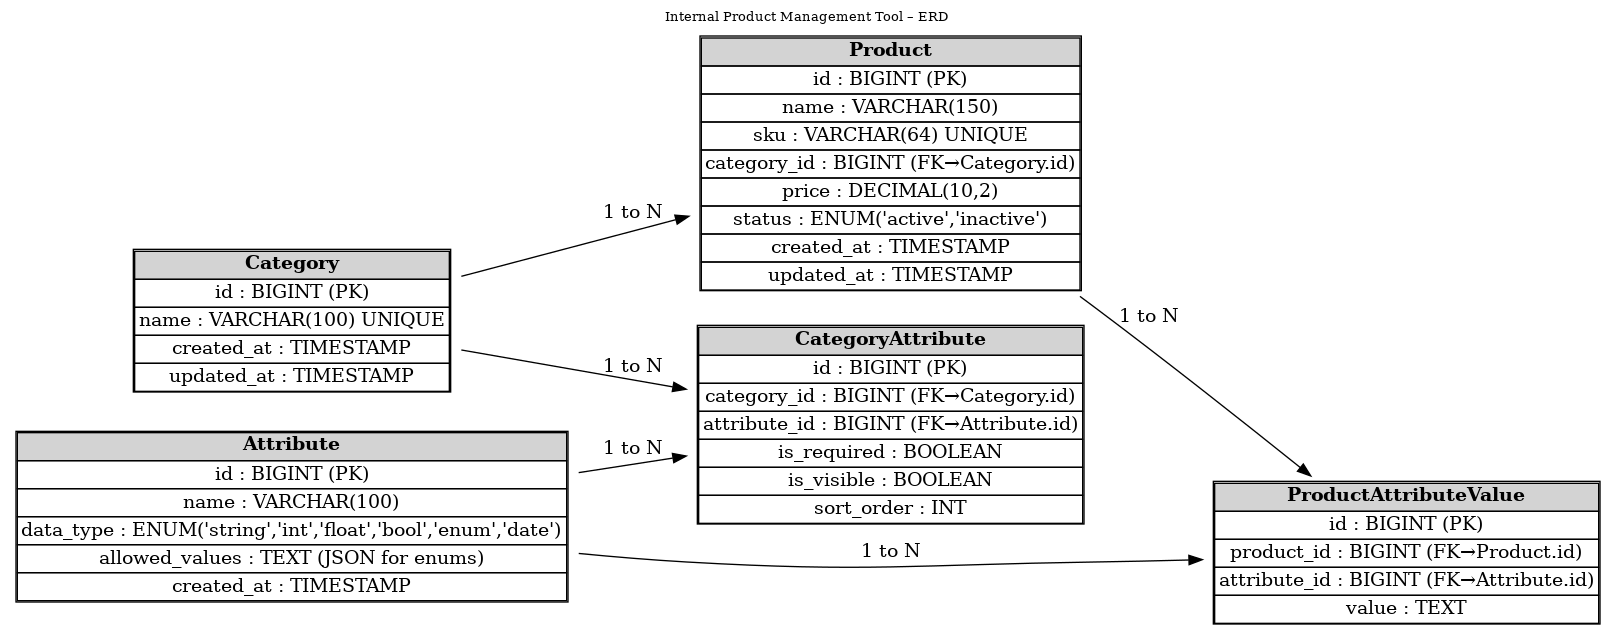 Internal Product Management Tool – ERD
Product
id : BIGINT (PK)
name : VARCHAR(150)
sku : VARCHAR(64) UNIQUE
category_id : BIGINT (FK→Category.id)
price : DECIMAL(10,2)
status : ENUM('active','inactive')
created_at : TIMESTAMP
updated_at : TIMESTAMP
1 to N
Category
id : BIGINT (PK)
name : VARCHAR(100) UNIQUE
created_at : TIMESTAMP
updated_at : TIMESTAMP
1 to N
1 to N
CategoryAttribute
id : BIGINT (PK)
category_id : BIGINT (FK→Category.id)
attribute_id : BIGINT (FK→Attribute.id)
is_required : BOOLEAN
is_visible : BOOLEAN
sort_order : INT
Attribute
id : BIGINT (PK)
name : VARCHAR(100)
data_type : ENUM('string','int','float','bool','enum','date')
allowed_values : TEXT (JSON for enums)
created_at : TIMESTAMP
1 to N
1 to N
ProductAttributeValue
id : BIGINT (PK)
product_id : BIGINT (FK→Product.id)
attribute_id : BIGINT (FK→Attribute.id)
value : TEXT